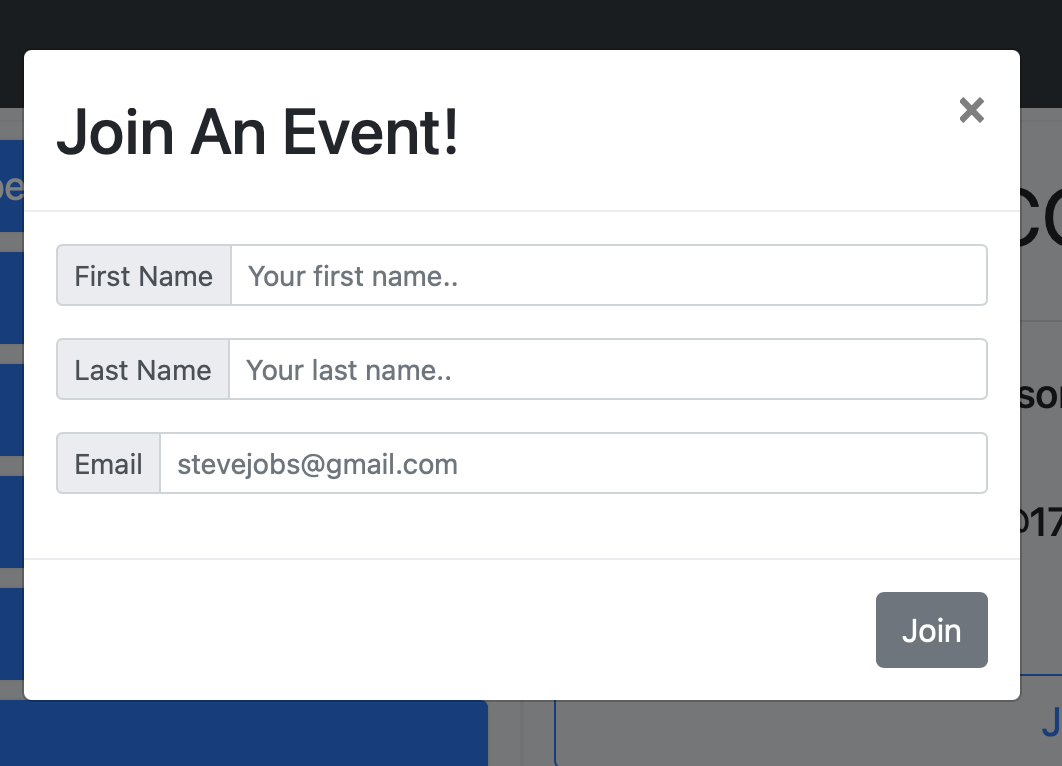 Join An Event!
×
First Name Your first name..
Last Name Your last name..
Email stevejobs@gmail.com
Join